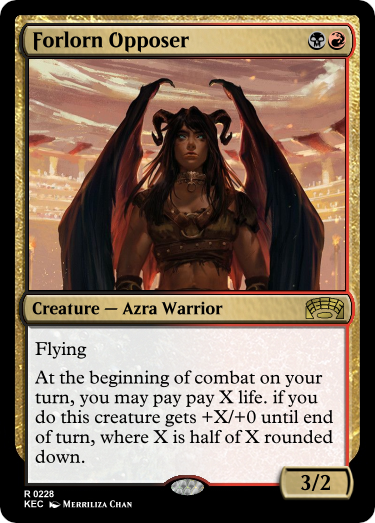 Forlorn Opposer
Creature — Azra Warrior
Flying
At the beginning of combat on your
turn, you may pay pay X life. if you
do this creature gets +X/+0 until end
of turn, where X is half of X rounded
down.
3/2
R 0228
KEC Merriliza Chan